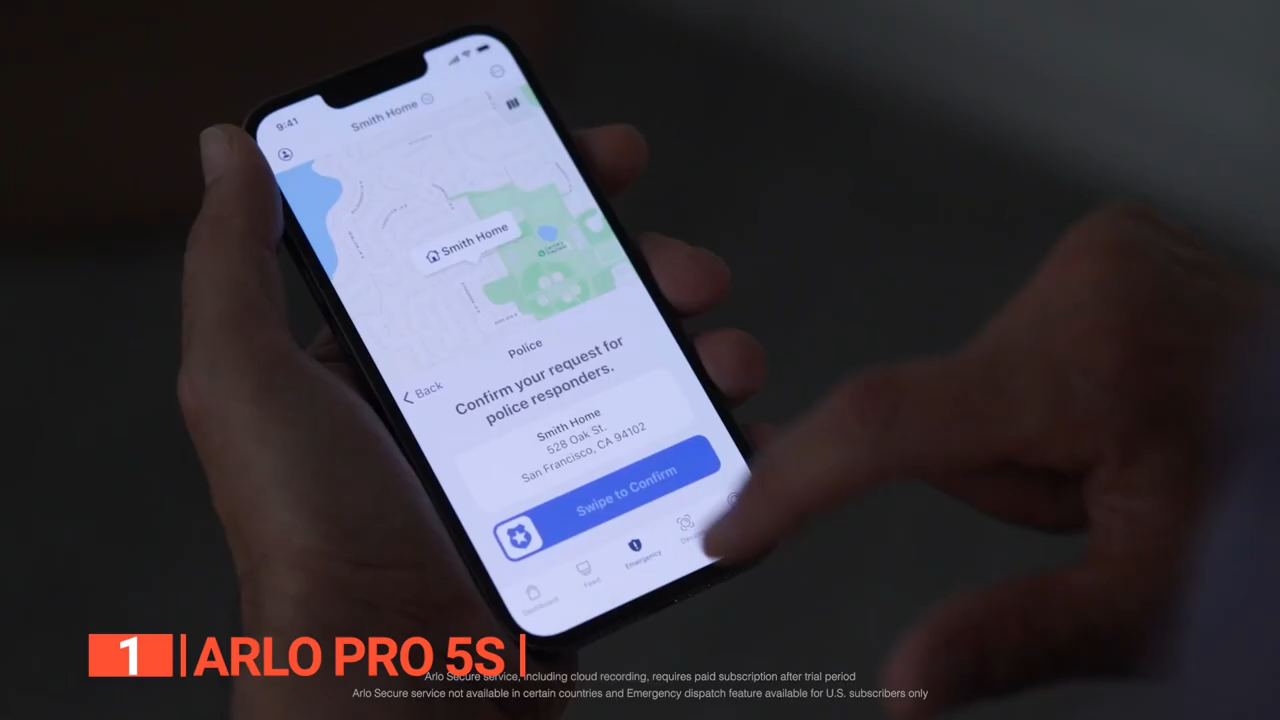 9:41
Smith Home
Smith Home
Police
Back
Confirm your request for
police responders.
Smith Home
528 Oak St.
San Francisco, CA 94102
Swipe to Confirm
Dashboard
Feed
Emergency
1 ARLO PRO 5S
Arlo Secure service, including cloud recording, requires paid subscription after trial period
Arlo Secure service not available in certain countries and Emergency dispatch feature available for U.S. subscribers only